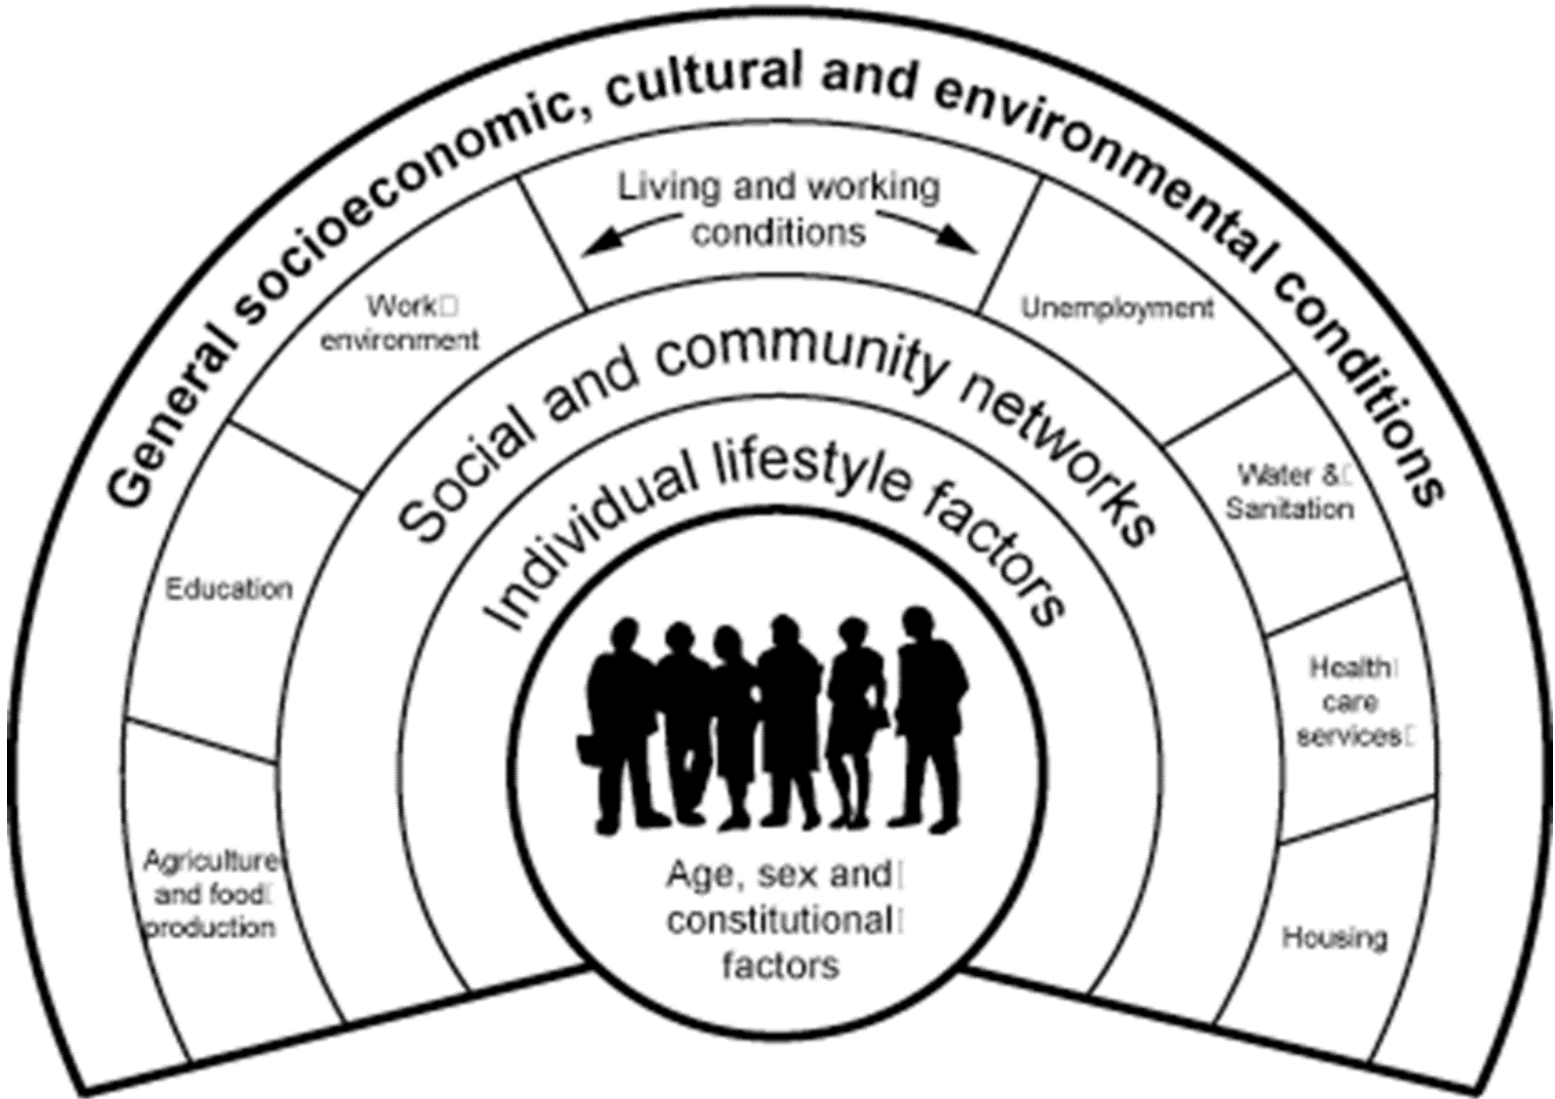 General socioeconomic, cultural and environmental conditions
Living and working
conditions
Work
environment
Unemployment
Education
Water &
Sanitation
Agriculture
and food
production
Health
care
services
Housing
Social and community networks
Individual lifestyle factors
Age, sex and
constitutional
factors